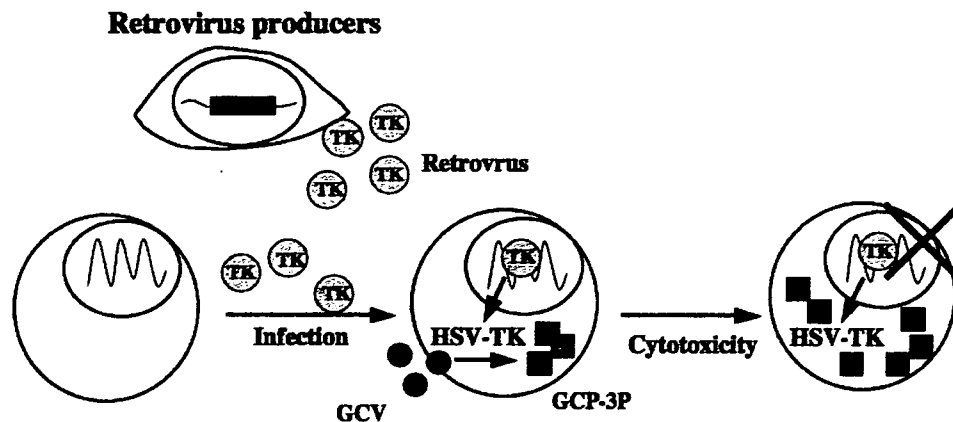 Retrovirus producers
TK
TK
TK
TK
Retrovrus
TK
TK
TK
TK
TK
Infection
HSV-TK
GCV
GCP-3P
Cytotoxicity
HSV-TK